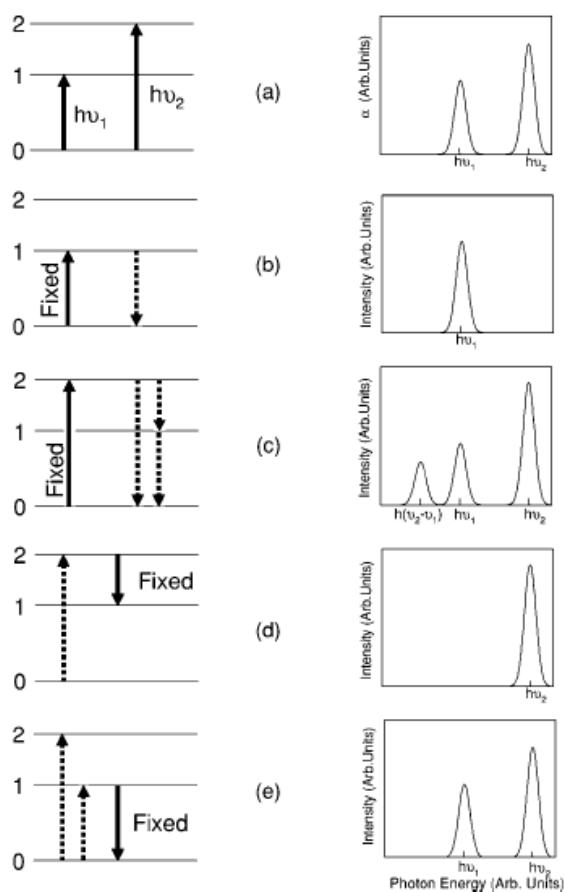 2
1
0
hυ₁
hυ₂
(a)
α (Arb.Units)
hυ₁
hυ₂
2
1
0
Fixed
(b)
Intensity (Arb.Units)
hυ₁
2
1
0
Fixed
(c)
Intensity (Arb.Units)
h(υ₂-υ₁)
hυ₁
hυ₂
2
1
0
Fixed
(d)
Intensity (Arb.Units)
hυ₂
2
1
0
Fixed
(e)
Intensity (Arb.Units)
hυ₁
hυ₂
Photon Energy (Arb. Units)